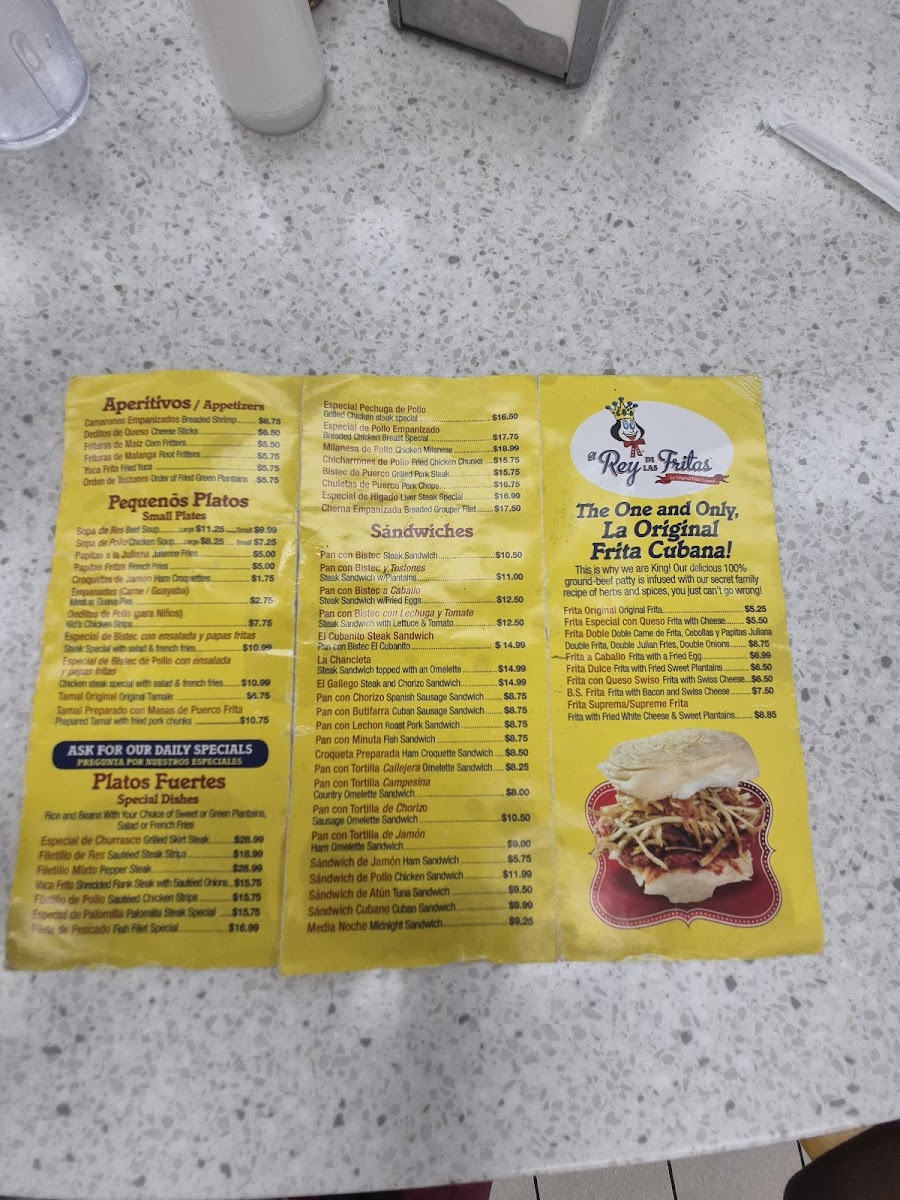 Aperitivos / Appetizers
Camarones Empanizados Breaded Shrimp ........ $8.75
Deditos de Queso Cheese Sticks ........ $6.50
Frituras de Maiz Corn Fritters ........ $5.50
Frituras de Malanga Root Fritters ........ $5.75
Yuca Frita Fried Yuca ........ $5.75
Orden de Tostones Order of Fried Green Plantains ..$5.75
Pequenõs Platos
Small Plates
Sopa de Res Beef Soup........Large $11.25 .....Small $9.99
Sopa de Pollo Chicken Soup.....Large $8.25 .... Small $7.25
Papitas a la Juliana Julienne Fries........$5.00
Papitas Fritas French Fries ........ $5.00
Croquetas de Jamón Ham Croquettes........$1.75
Empanadas (Carne / Guayaba)
Meat or Guava Pies ........ $2.75
Deditos de Pollo (para Niños)
Kid's Chicken Strips........ $7.75
Especial de Bistec con ensalada y papas fritas
Steak Special with salad & french fries........$10.99
Especial de Bistec de Pollo con ensalada
y papas fritas
Chicken steak special with salad & french fries........$10.99
Tamal Original Original Tamale ........
Tamal Preparado con Masas de Puerco Frita
Prepared Tamal with fried pork chunks ........$10.75
ASK FOR OUR DAILY SPECIALS
PREGUNTA POR NUESTROS ESPECIALES
Platos Fuertes
Special Dishes
Rice and Beans With Your Choice of Sweet or Green Plantains,
Salad or French Fries
Especial de Churrasco Grilled Skirt Steak........$28.99
Filetillo de Res Sautéed Steak Strips ........$18.99
Filetillo Mixto Pepper Steak........$28.99
Vaca Frita Shredded Flank Steak with Sautéed Onions..$15.75
Filetillo de Pollo Sautéed Chicken Strips ........$15.75
Especial de Palomilla Palomilla Steak Special ....$15.75
Filete de Pescado Fish Filet Special........$16.99
Especial Pechuga de Pollo
Grilled Chicken steak special ........$16.50
Especial de Pollo Empanizado
Breaded Chicken Breast Special ........$17.75
Milanesa de Pollo Chicken Milanese ........$18.99
Chicharrones de Pollo Fried Chicken Chunks ...$15.75
Bistec de Puerco Grilled Pork Steak........$15.75
Chuletas de Puerco Pork Chops........$16.75
Especial de Higado Liver Steak Special ........$16.99
Cherna Empanizada Breaded Grouper Filet ......$17.50
Sándwiches
Pan con Bistec Steak Sandwich........$10.50
Pan con Bistec y Tostones
Steak Sandwich w/Plantains........$11.00
Pan con Bistec a Caballo
Steak Sandwich w/Fried Eggs........$12.50
Pan con Bistec con Lechuga y Tomate
Steak Sandwich with Lettuce & Tomato........$12.50
El Cubanito Steak Sandwich
Pan con Bistec El Cubanito........$ 14.99
La Chancleta
Steak Sandwich topped with an Omelette........$14.99
El Gallego Steak and Chorizo Sandwich........$14.99
Pan con Chorizo Spanish Sausage Sandwich ......$8.75
Pan con Butifarra Cuban Sausage Sandwich ........$8.75
Pan con Lechon Roast Pork Sandwich ........$8.75
Pan con Minuta Fish Sandwich ........$8.75
Croqueta Preparada Ham Croquette Sandwich .... $8.50
Pan con Tortilla Callejera Omelette Sandwich.....$8.25
Pan con Tortilla Campesina
Country Omelette Sandwich........$8.00
Pan con Tortilla de Chorizo
Sausage Omelette Sandwich ........$10.50
Pan con Tortilla de Jamón
Ham Omelette Sandwich ........$9.00
Sándwich de Jamón Ham Sandwich ........$5.75
Sándwich de Pollo Chicken Sandwich ........$11.99
Sándwich de Atún Tuna Sandwich ........$9.50
Sándwich Cubano Cuban Sandwich........$9.99
Media Noche Midnight Sandwich........$9.25
El Rey DE LAS Fritas
La Original Frita Cubana
The One and Only,
La Original
Frita Cubana!
This is why we are King! Our delicious 100%
ground-beef patty is infused with our secret family
recipe of herbs and spices, you just can't go wrong!
Frita Original Original Frita........$5.25
Frita Especial con Queso Frita with Cheese......$5.50
Frita Doble Doble Carne de Frita, Cebollas y Papitas Juliana
Double Frita, Double Julian Fries, Double Onions.......$8.75
Frita a Caballo Frita with a Fried Egg........$6.99
Frita Dulce Frita with Fried Sweet Plantains........$6.50
Frita con Queso Swiso Frita with Swiss Cheese...$6.50
B.S. Frita Frita with Bacon and Swiss Cheese........$7.50
Frita Suprema/Supreme Frita
Frita with Fried White Cheese & Sweet Plantains.......$8.85